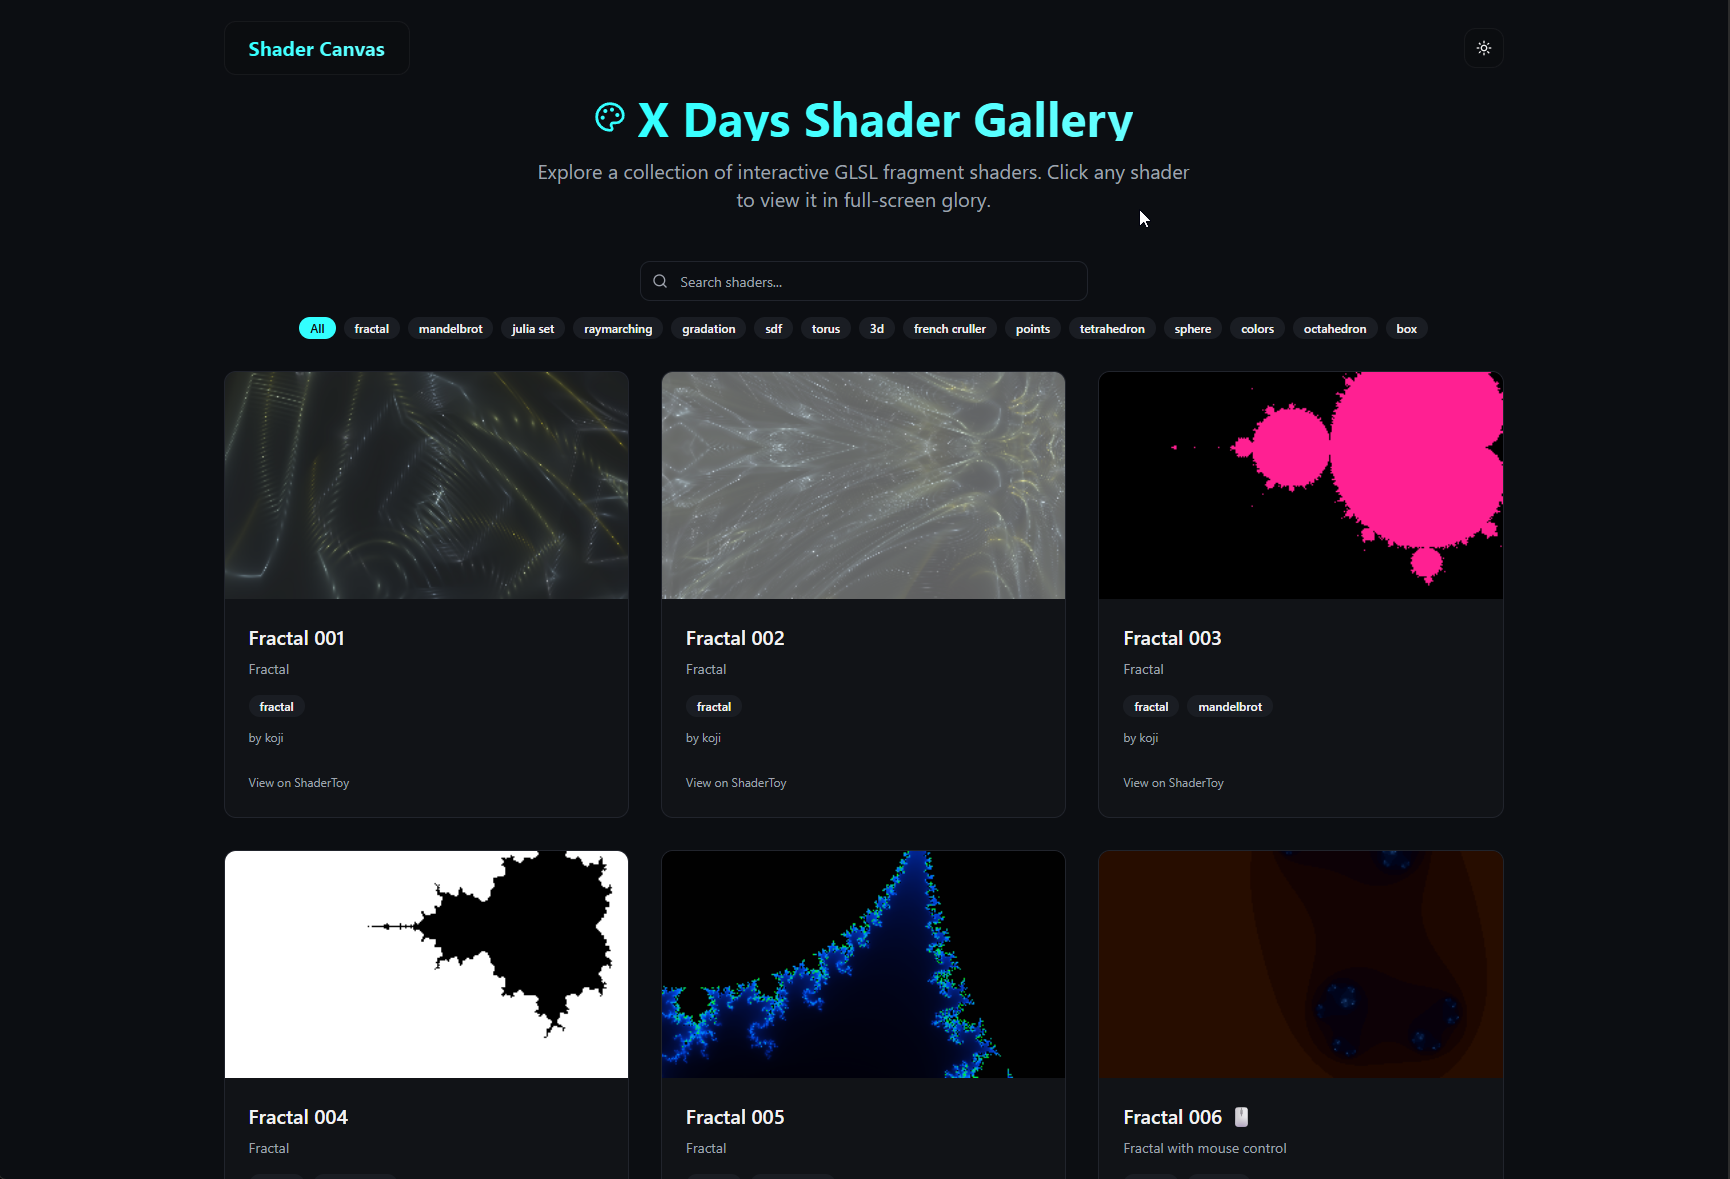 Shader Canvas
X Days Shader Gallery
Explore a collection of interactive GLSL fragment shaders. Click any shader
to view it in full-screen glory.
Search shaders...
All fractal mandelbrot julia set raymarching gradation sdf torus 3d french cruller points tetrahedron sphere colors octahedron box
Fractal 001
Fractal
fractal
by koji
View on ShaderToy
Fractal 002
Fractal
fractal
by koji
View on ShaderToy
Fractal 003
Fractal
fractal mandelbrot
by koji
View on ShaderToy
Fractal 004
Fractal
Fractal 005
Fractal
Fractal 006
Fractal with mouse control